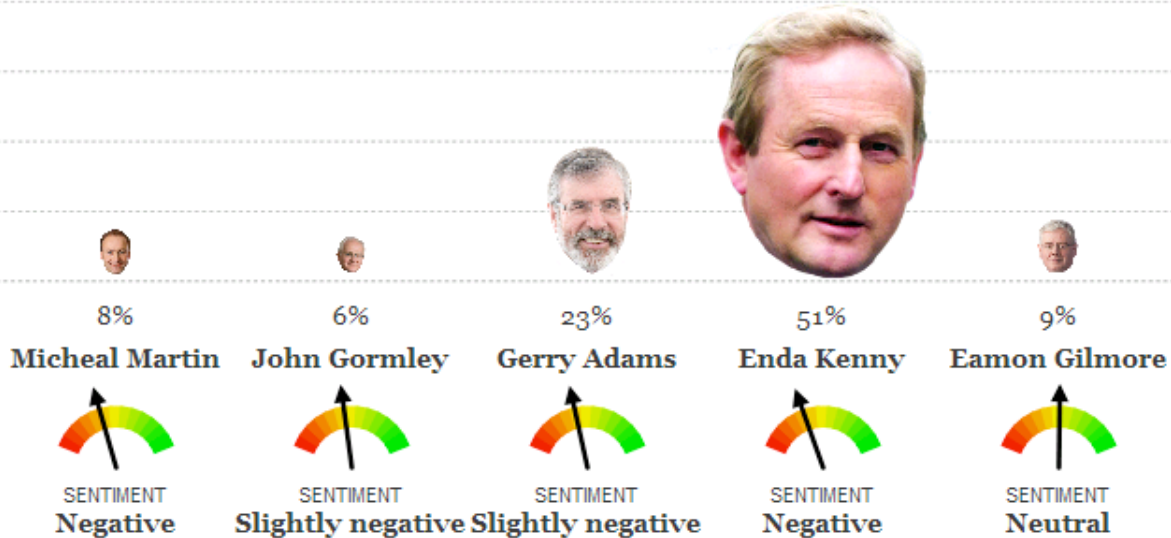 8% 6% 23% 51% 9%
Micheal Martin John Gormley Gerry Adams Enda Kenny Eamon Gilmore
SENTIMENT SENTIMENT SENTIMENT SENTIMENT SENTIMENT
Negative Slightly negative Slightly negative Negative Neutral